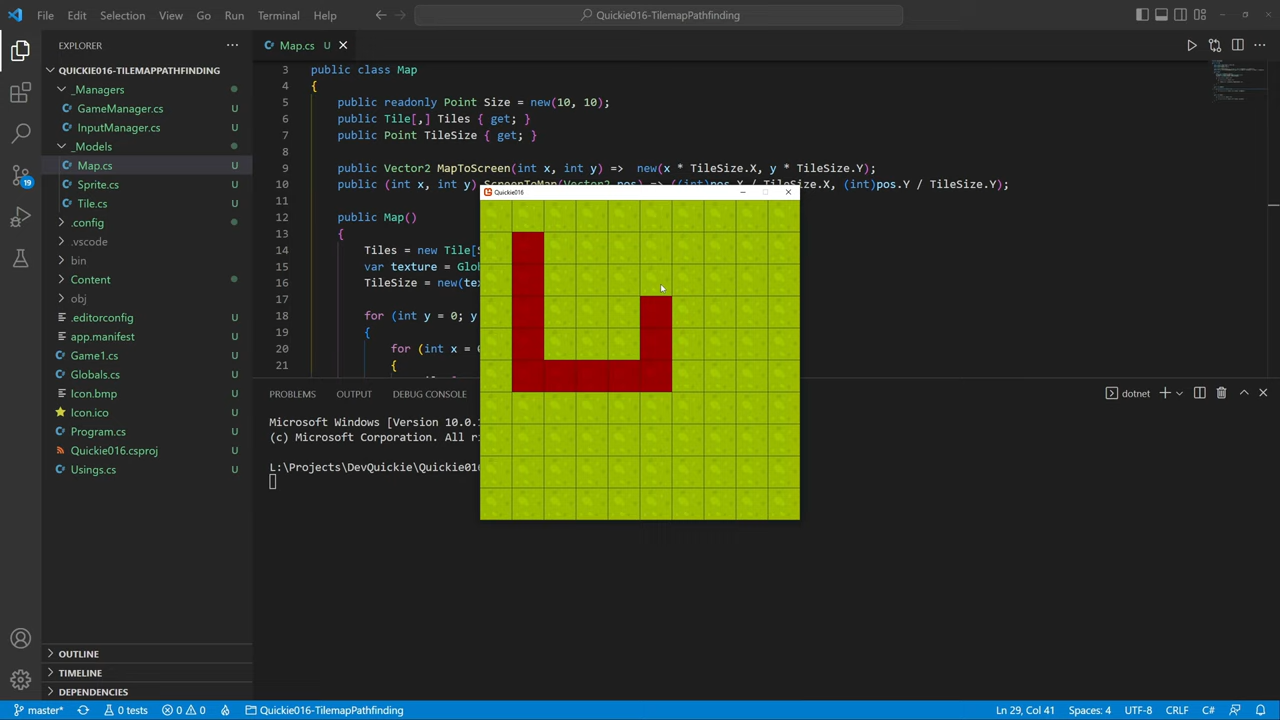 File Edit Selection View Go Run Terminal Help
Quickie016-TilemapPathfinding
EXPLORER
QUICKIE016-TILEMAPPATHFINDING
_Managers
GameManager.cs U
InputManager.cs U
_Models
Map.cs U
Sprite.cs U
Tile.cs U
.config
.vscode
bin
Content
obj
.editorconfig U
app.manifest U
Game1.cs U
Globals.cs U
Icon.bmp U
Icon.ico U
Program.cs U
Quickie016.csproj U
Usings.cs U
OUTLINE
TIMELINE
DEPENDENCIES
19
Map.cs U
3 public class Map
4 {
5 public readonly Point Size = new(10, 10);
6 public Tile[,] Tiles { get; }
7 public Point TileSize { get; }
8
9 public Vector2 MapToScreen(int x, int y) => new(x * TileSize.X, y * TileSize.Y);
10 public (int x, int y) ScreenToMap(Vector2 pos) => ((int)pos.X / TileSize.X, (int)pos.Y / TileSize.Y);
11
12 public Map()
13 {
14 Tiles = new Tile[
15 var texture = Glo
16 TileSize = new(te
17
18 for (int y = 0; y
19 {
20 for (int x =
21 {
Quickie016
PROBLEMS OUTPUT DEBUG CONSOLE
dotnet
Microsoft Windows [Version 10.0.
(c) Microsoft Corporation. All ri
L:\Projects\DevQuickie\Quickie016
master* 0 tests 0 0 Quickie016-TilemapPathfinding Ln 29, Col 41 Spaces: 4 UTF-8 CRLF C#